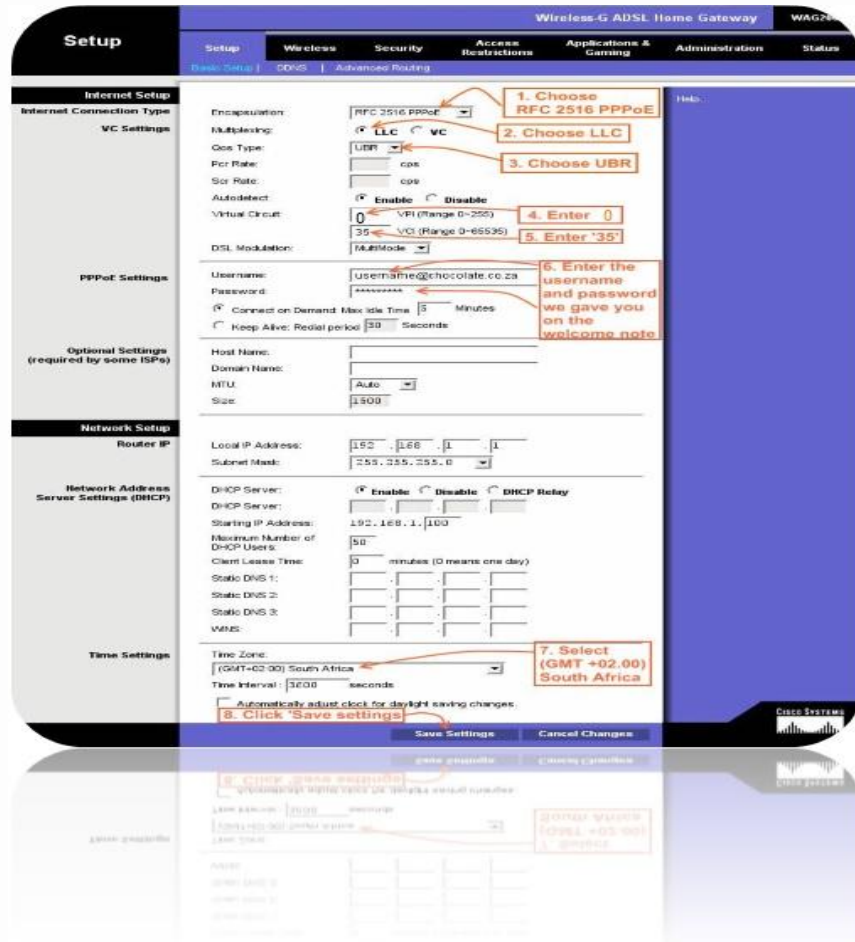 Wireless-G ADSL Home Gateway
Setup
Setup Wireless Security Access Restrictions Applications & Gaming Administration Status
Basic Setup | DDNS | Advanced Routing
Internet Setup
Help...
Internet Connection Type
Encapsulation: RFC 2516 PPPoE
1. Choose RFC 2516 PPPoE
VC Settings
Multiplexing: LLC VC
2. Choose LLC
Qos Type: UBR
3. Choose UBR
Pcr Rate: cps
Scr Rate: cps
Autodetect: Enable Disable
Virtual Circuit: 0 VPI (Range 0~255)
4. Enter 0
35 VCI (Range 0~65535)
5. Enter '35'
DSL Modulation: MultiMode
PPPoE Settings
Username: username@chocolate.co.za
Password: *********
6. Enter the
username
and password
we gave you
on the
welcome note
Connect on Demand: Max Idle Time 5 Minutes
Keep Alive: Redial period 30 Seconds
Optional Settings
(required by some ISPs)
Host Name:
Domain Name:
MTU: Auto
Size: 1500
Network Setup
Router IP
Local IP Address: 192 . 168 . 1 . 1
Subnet Mask: 255.255.255.0
Network Address
Server Settings (DHCP)
DHCP Server: Enable Disable DHCP Relay
DHCP Server:
Starting IP Address: 192.168.1. 100
Maximum Number of
DHCP Users: 50
Client Lease Time: 0 minutes (0 means one day)
Static DNS 1:
Static DNS 2:
Static DNS 3:
WINS:
Time Settings
Time Zone:
(GMT+02:00) South Africa
7. Select
(GMT +02.00)
South Africa
Time Interval: 3600 seconds
Automatically adjust clock for daylight saving changes.
8. Click 'Save settings
Save Settings Cancel Changes
Cisco Systems